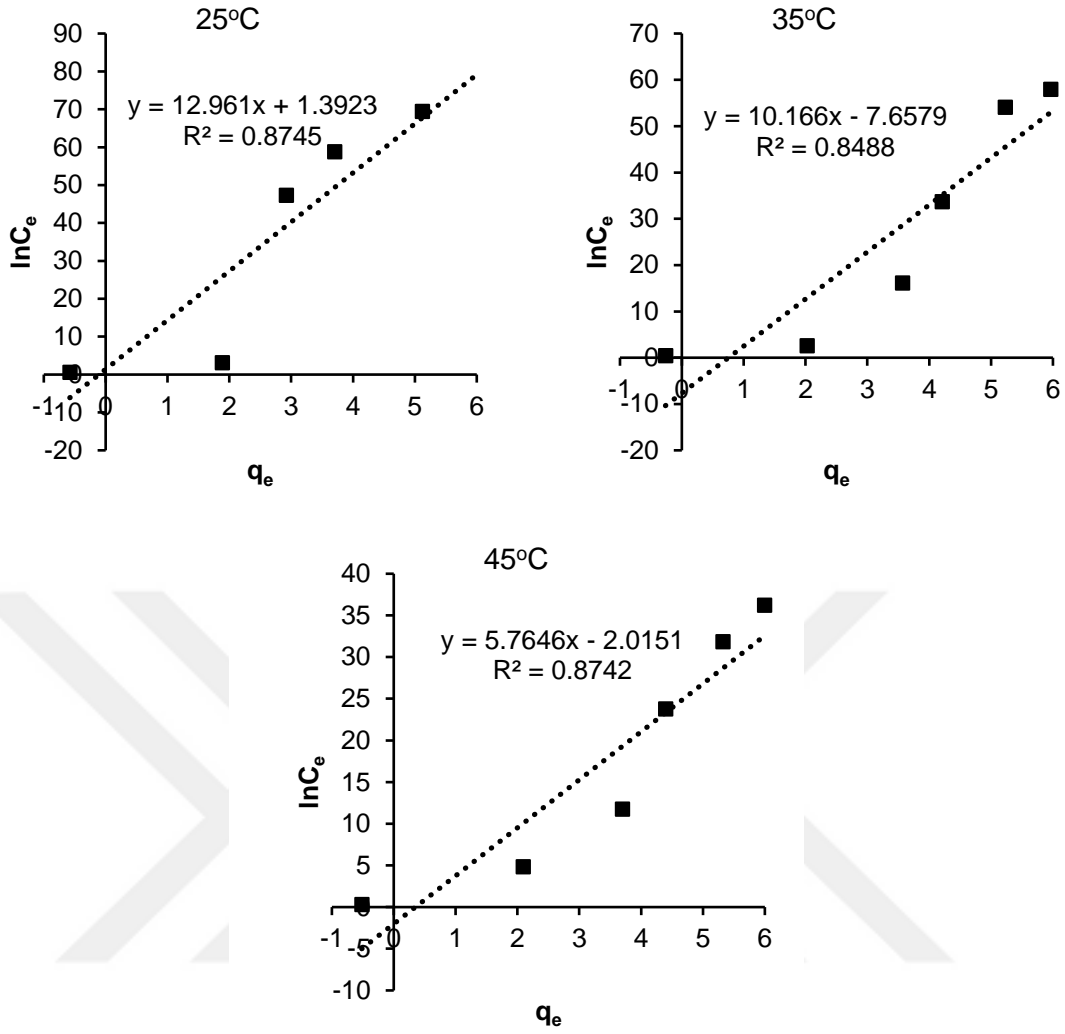 25°C
90
80
70
60
50
40
30
20
10
0
-10
-20
-1 0 1 2 3 4 5 6
y = 12.961x + 1.3923
R² = 0.8745
lnCₑ
qₑ
35°C
70
60
50
40
30
20
10
0
-10
-20
-1 0 1 2 3 4 5 6
y = 10.166x - 7.6579
R² = 0.8488
lnCₑ
qₑ
45°C
40
35
30
25
20
15
10
5
0
-5
-10
-1 0 1 2 3 4 5 6
y = 5.7646x - 2.0151
R² = 0.8742
lnCₑ
qₑ